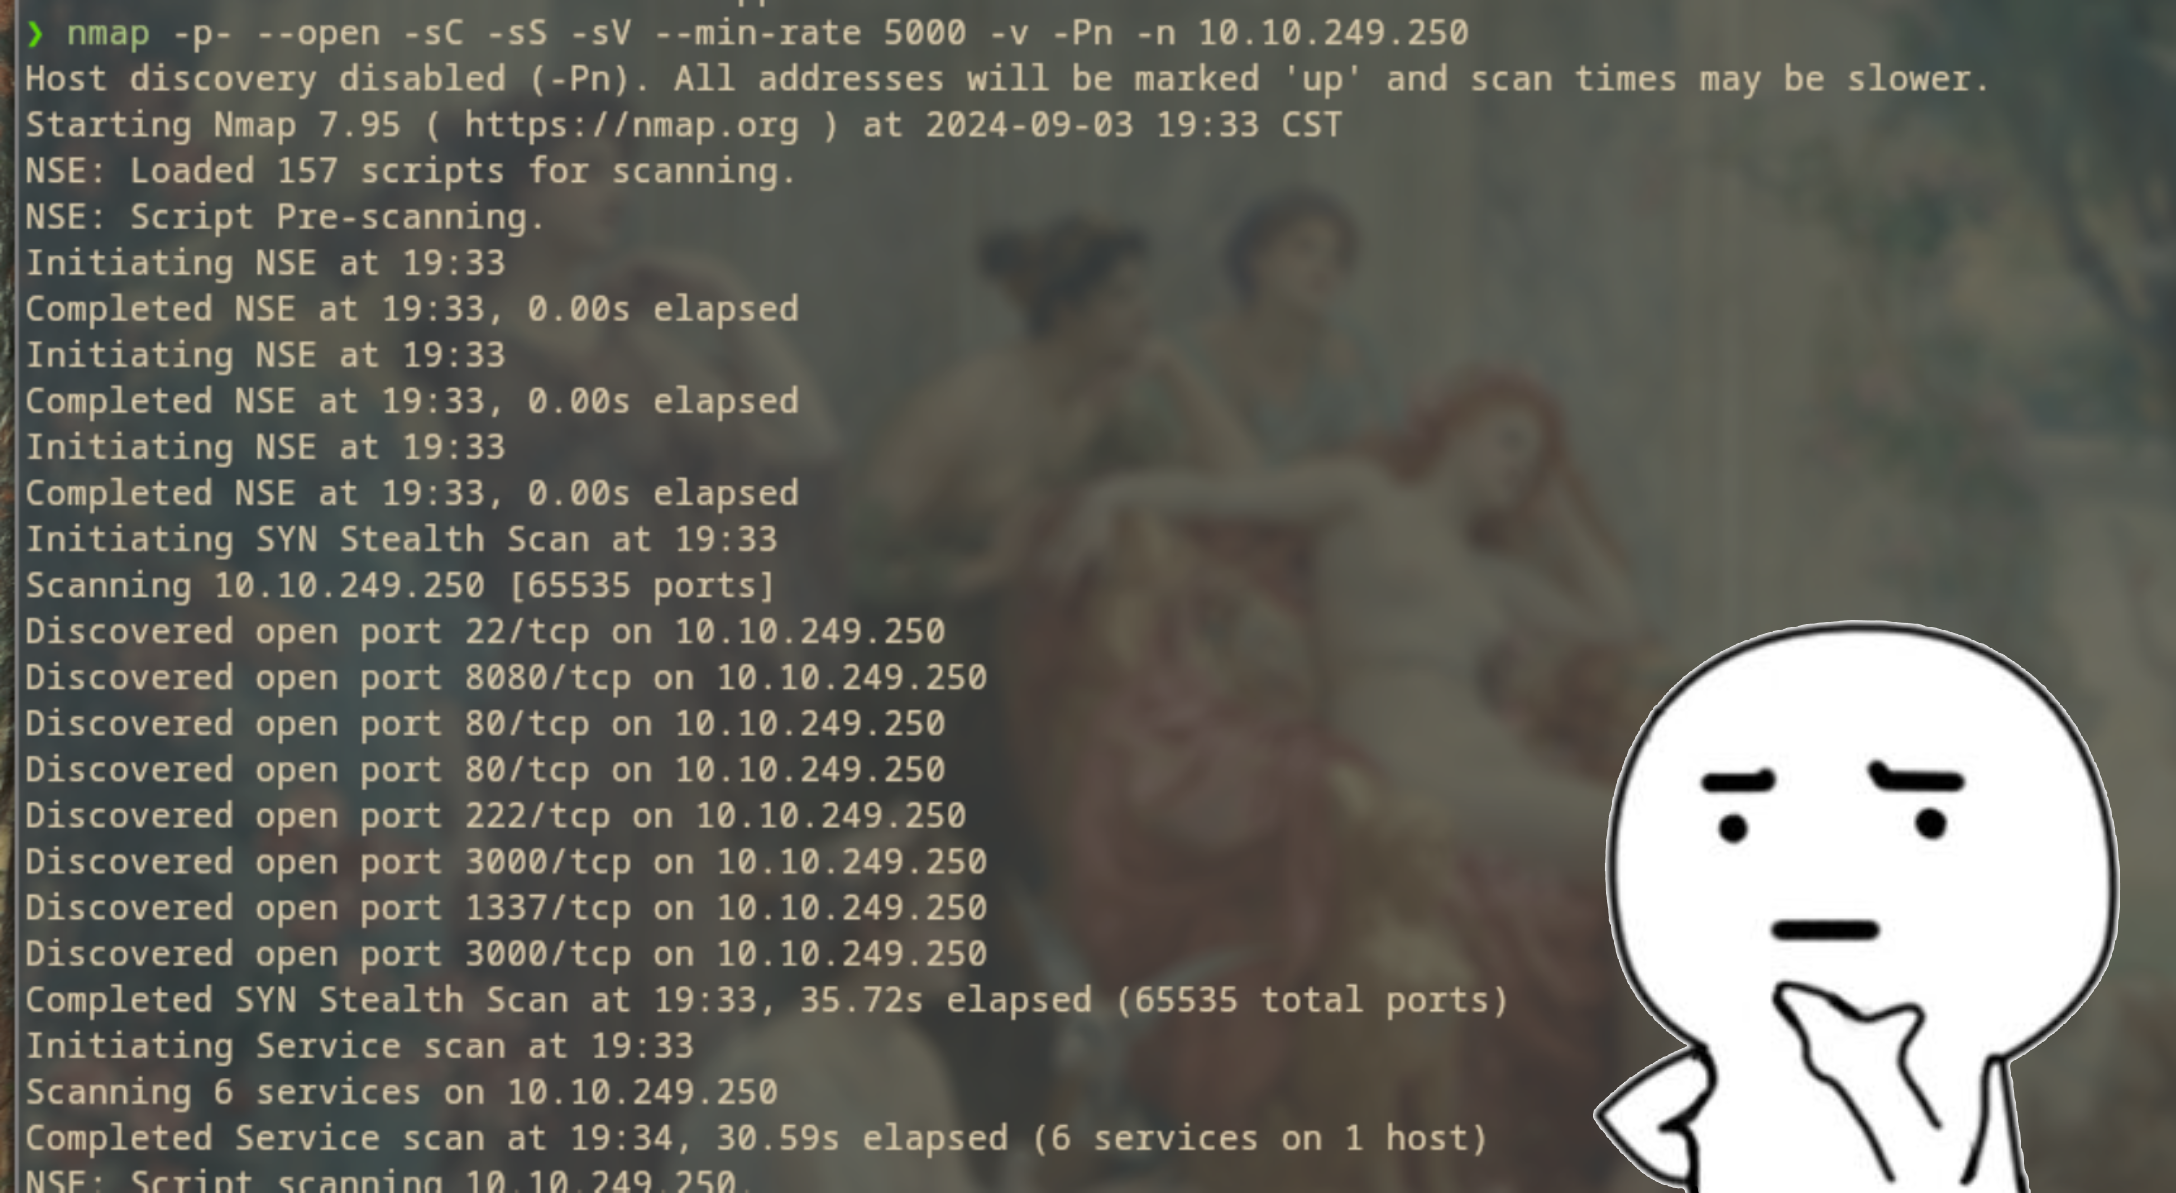 ❯ nmap -p- --open -sC -sS -sV --min-rate 5000 -v -Pn -n 10.10.249.250
Host discovery disabled (-Pn). All addresses will be marked 'up' and scan times may be slower.
Starting Nmap 7.95 ( https://nmap.org ) at 2024-09-03 19:33 CST
NSE: Loaded 157 scripts for scanning.
NSE: Script Pre-scanning.
Initiating NSE at 19:33
Completed NSE at 19:33, 0.00s elapsed
Initiating NSE at 19:33
Completed NSE at 19:33, 0.00s elapsed
Initiating NSE at 19:33
Completed NSE at 19:33, 0.00s elapsed
Initiating SYN Stealth Scan at 19:33
Scanning 10.10.249.250 [65535 ports]
Discovered open port 22/tcp on 10.10.249.250
Discovered open port 8080/tcp on 10.10.249.250
Discovered open port 80/tcp on 10.10.249.250
Discovered open port 80/tcp on 10.10.249.250
Discovered open port 222/tcp on 10.10.249.250
Discovered open port 3000/tcp on 10.10.249.250
Discovered open port 1337/tcp on 10.10.249.250
Discovered open port 3000/tcp on 10.10.249.250
Completed SYN Stealth Scan at 19:33, 35.72s elapsed (65535 total ports)
Initiating Service scan at 19:33
Scanning 6 services on 10.10.249.250
Completed Service scan at 19:34, 30.59s elapsed (6 services on 1 host)
NSE: Script scanning 10.10.249.250.